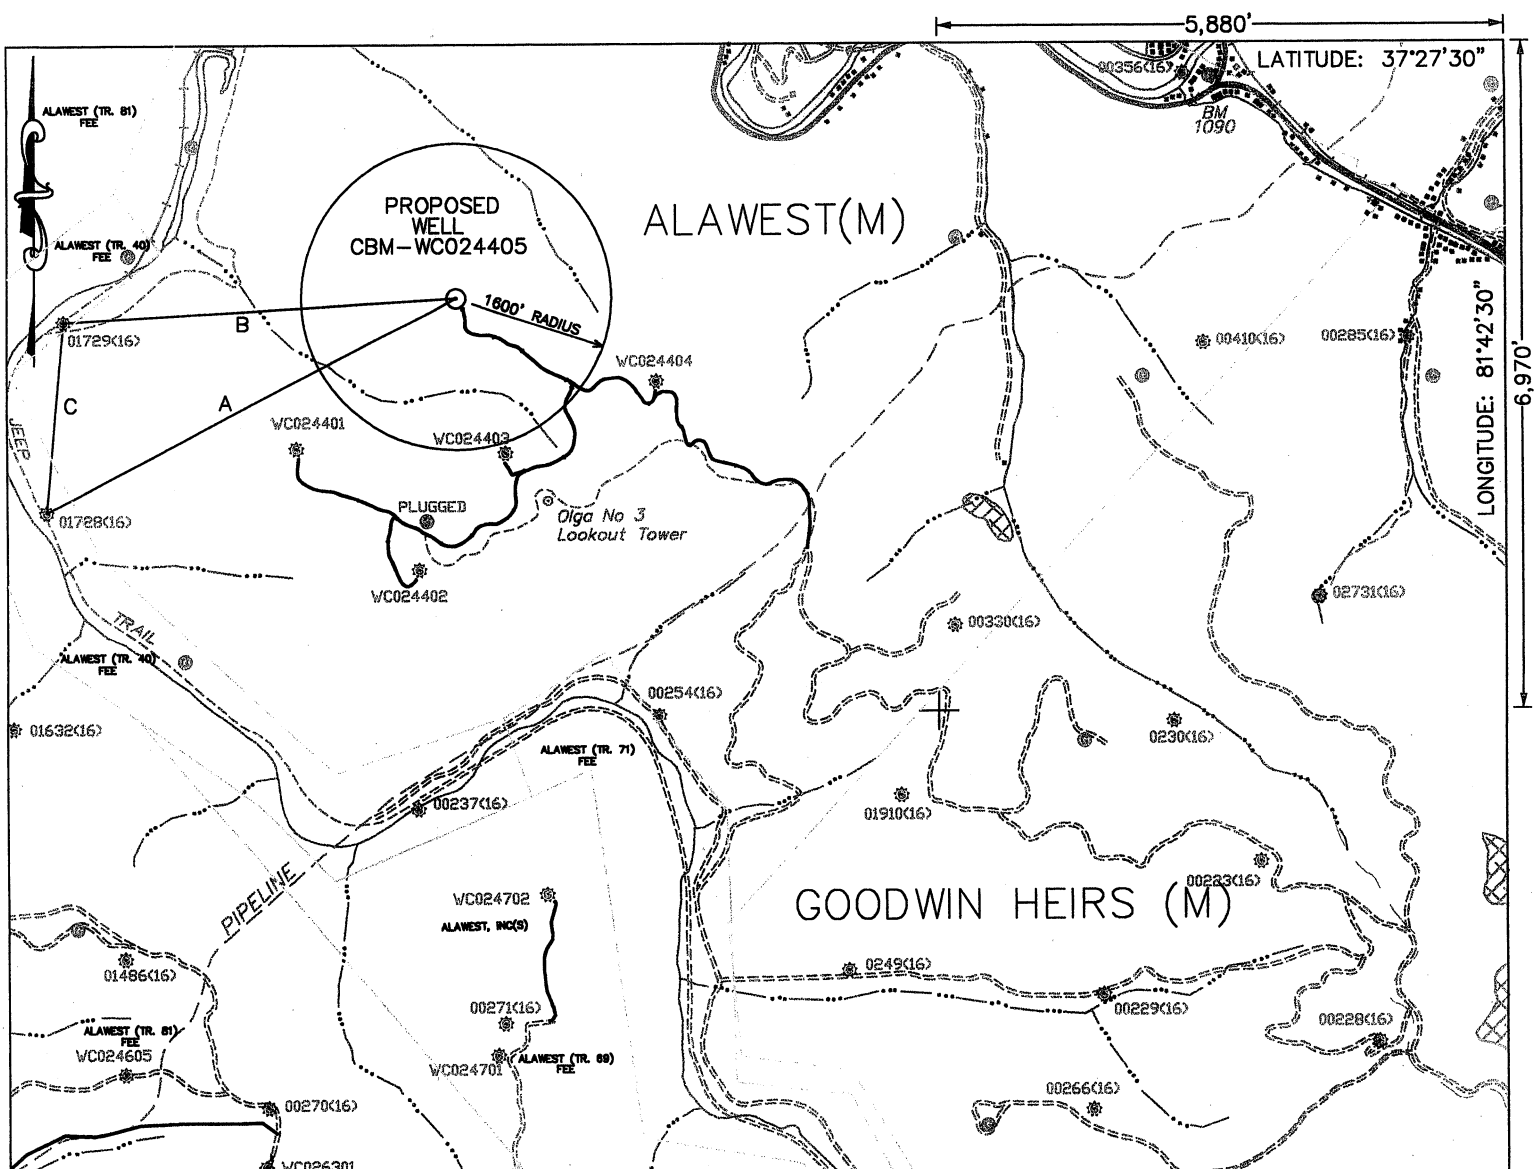 5,880'
LATITUDE: 37°27'30"
ALAWEST (TR. 81)
FEE
00356(16)
BM
1090
PROPOSED
WELL
CBM-WC024405
ALAWEST(M)
ALAWEST (TR. 40)
FEE
1600' RADIUS
B
01729(16)
WC024404
00410(16)
00285(16)
LONGITUDE: 81°42'30"
6,970'
C
A
JEEP
WC024401
WC024403
PLUGGED
Olga No 3
Lookout Tower
01728(16)
WC024402
02731(16)
TRAIL
00330(16)
ALAWEST (TR. 40)
FEE
00254(16)
01632(16)
0230(16)
ALAWEST (TR. 71)
FEE
00237(16)
01910(16)
00223(16)
PIPELINE
WC024702
ALAWEST, INC(S)
GOODWIN HEIRS (M)
01486(16)
0249(16)
00271(16)
00229(16)
00228(16)
ALAWEST (TR. 81)
FEE
WC024605
WC024701
ALAWEST (TR. 69)
FEE
00270(16)
00266(16)
WC026301